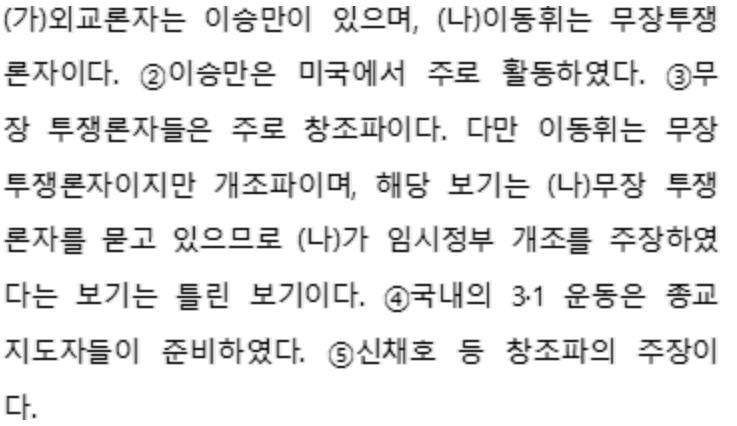 (가)외교론자는 이승만이 있으며, (나)이동휘는 무장투쟁
론자이다. ②이승만은 미국에서 주로 활동하였다. ③무
장 투쟁론자들은 주로 창조파이다. 다만 이동휘는 무장
투쟁론자이지만 개조파이며, 해당 보기는 (나)무장 투쟁
론자를 묻고 있으므로 (나)가 임시정부 개조를 주장하였
다는 보기는 틀린 보기이다. ④국내의 3·1 운동은 종교
지도자들이 준비하였다. ⑤신채호 등 창조파의 주장이
다.